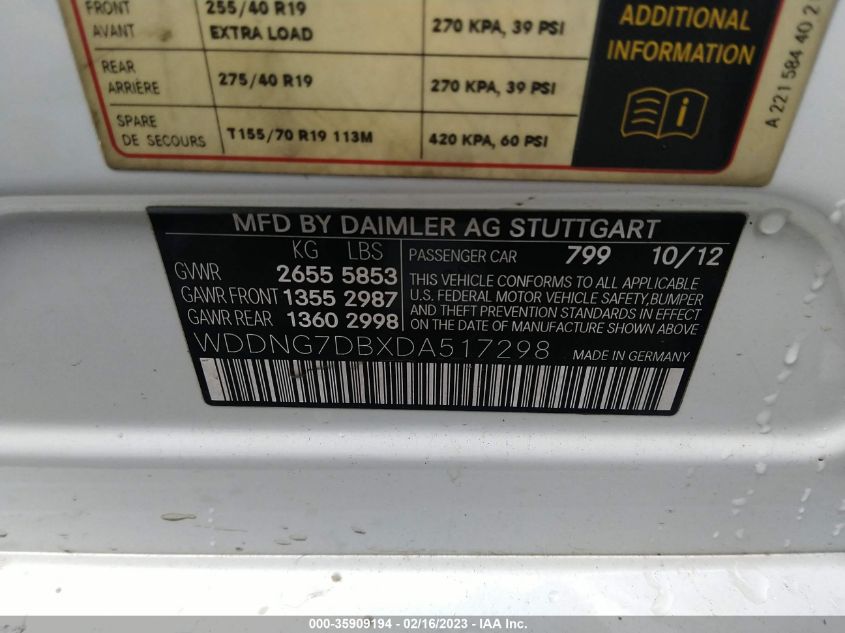 FRONT 255/40 R19
AVANT EXTRA LOAD 270 KPA, 39 PSI
REAR
ARRIÈRE 275/40 R19 270 KPA, 39 PSI
SPARE
DE SECOURS T155/70 R19 113M 420 KPA, 60 PSI
ADDITIONAL
INFORMATION
A 221 584 40 2
MFD BY DAIMLER AG STUTTGART
KG LBS
GVWR 2655 5853
GAWR FRONT 1355 2987
GAWR REAR 1360 2998
PASSENGER CAR 799 10/12
THIS VEHICLE CONFORMS TO ALL APPLICABLE
U.S. FEDERAL MOTOR VEHICLE SAFETY, BUMPER
AND THEFT PREVENTION STANDARDS IN EFFECT
ON THE DATE OF MANUFACTURE SHOWN ABOVE
WDDNG7DBXDA517298 MADE IN GERMANY
000-35909194 - 02/16/2023 - IAAI.com